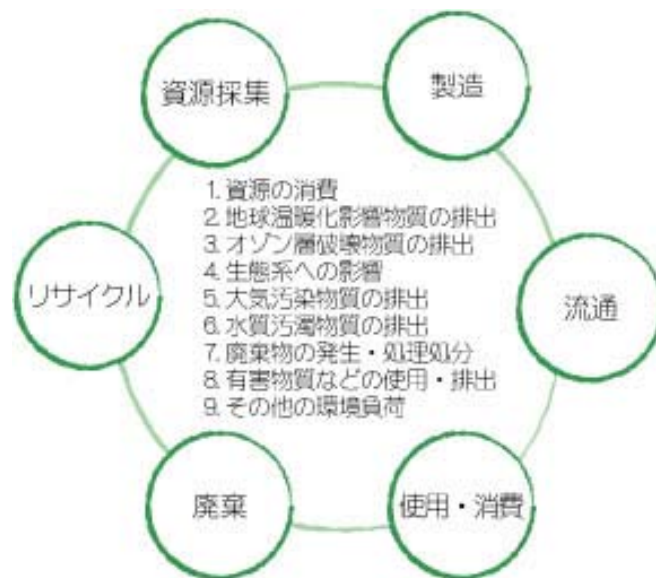 資源採集
製造
1. 資源の消費
2. 地球温暖化影響物質の排出
3. オゾン層破壊物質の排出
4. 生態系への影響
5. 大気汚染物質の排出
6. 水質汚濁物質の排出
7. 廃棄物の発生・処理処分
8. 有害物質などの使用・排出
9. その他の環境負荷
リサイクル
流通
廃棄
使用・消費